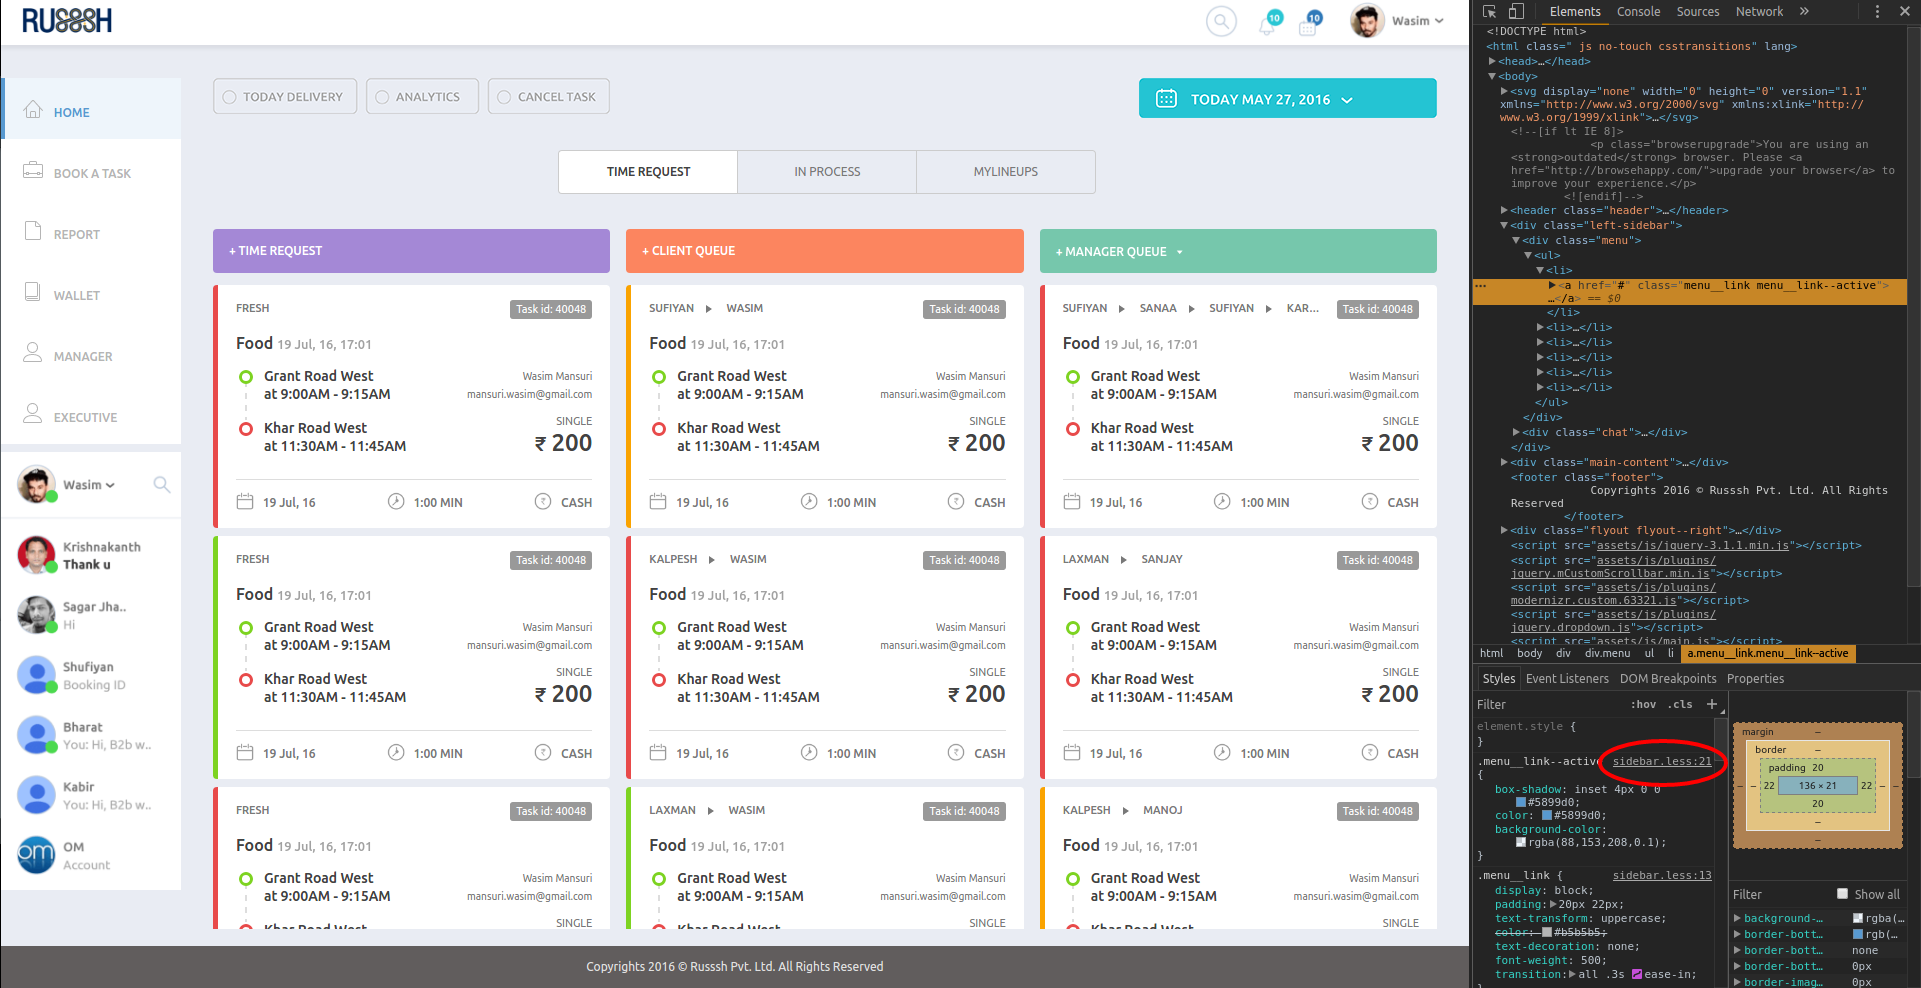 RUSSSH
10
10
Wasim
HOME
BOOK A TASK
REPORT
WALLET
MANAGER
EXECUTIVE
Wasim
Krishnakanth
Thank u
Sagar Jha..
Hi
Shufiyan
Booking ID
Bharat
You: Hi, B2b w..
Kabir
You: Hi, B2b w..
om
OM
Account
TODAY DELIVERY
ANALYTICS
CANCEL TASK
TODAY MAY 27, 2016
TIME REQUEST
IN PROCESS
MYLINEUPS
+ TIME REQUEST
FRESH
Task id: 40048
Food 19 Jul, 16, 17:01
Grant Road West
at 9:00AM - 9:15AM
Wasim Mansuri
mansuri.wasim@gmail.com
Khar Road West
at 11:30AM - 11:45AM
SINGLE
₹ 200
19 Jul, 16
1:00 MIN
CASH
FRESH
Task id: 40048
Food 19 Jul, 16, 17:01
Grant Road West
at 9:00AM - 9:15AM
Wasim Mansuri
mansuri.wasim@gmail.com
Khar Road West
at 11:30AM - 11:45AM
SINGLE
₹ 200
19 Jul, 16
1:00 MIN
CASH
FRESH
Task id: 40048
Food 19 Jul, 16, 17:01
Grant Road West
at 9:00AM - 9:15AM
Wasim Mansuri
mansuri.wasim@gmail.com
Khar Road West
SINGLE
+ CLIENT QUEUE
SUFIYAN WASIM
Task id: 40048
Food 19 Jul, 16, 17:01
Grant Road West
at 9:00AM - 9:15AM
Wasim Mansuri
mansuri.wasim@gmail.com
Khar Road West
at 11:30AM - 11:45AM
SINGLE
₹ 200
19 Jul, 16
1:00 MIN
CASH
KALPESH WASIM
Task id: 40048
Food 19 Jul, 16, 17:01
Grant Road West
at 9:00AM - 9:15AM
Wasim Mansuri
mansuri.wasim@gmail.com
Khar Road West
at 11:30AM - 11:45AM
SINGLE
₹ 200
19 Jul, 16
1:00 MIN
CASH
LAXMAN WASIM
Task id: 40048
Food 19 Jul, 16, 17:01
Grant Road West
at 9:00AM - 9:15AM
Wasim Mansuri
mansuri.wasim@gmail.com
Khar Road West
SINGLE
+ MANAGER QUEUE
SUFIYAN SANAA SUFIYAN KAR...
Task id: 40048
Food 19 Jul, 16, 17:01
Grant Road West
at 9:00AM - 9:15AM
Wasim Mansuri
mansuri.wasim@gmail.com
Khar Road West
at 11:30AM - 11:45AM
SINGLE
₹ 200
19 Jul, 16
1:00 MIN
CASH
LAXMAN SANJAY
Task id: 40048
Food 19 Jul, 16, 17:01
Grant Road West
at 9:00AM - 9:15AM
Wasim Mansuri
mansuri.wasim@gmail.com
Khar Road West
at 11:30AM - 11:45AM
SINGLE
₹ 200
19 Jul, 16
1:00 MIN
CASH
KALPESH MANOJ
Task id: 40048
Food 19 Jul, 16, 17:01
Grant Road West
at 9:00AM - 9:15AM
Wasim Mansuri
mansuri.wasim@gmail.com
Khar Road West
SINGLE
Copyrights 2016 © Russsh Pvt. Ltd. All Rights Reserved
Elements Console Sources Network »
<!DOCTYPE html>
<html class=" js no-touch csstransitions" lang>
<head>…</head>
<body>
<svg display="none" width="0" height="0" version="1.1"
xmlns="http://www.w3.org/2000/svg" xmlns:xlink="http://
www.w3.org/1999/xlink">…</svg>
<!--[if lt IE 8]>
<p class="browserupgrade">You are using an
<strong>outdated</strong> browser. Please <a
href="http://browsehappy.com/">upgrade your browser</a> to
improve your experience.</p>
<![endif]-->
<header class="header">…</header>
<div class="left-sidebar">
<div class="menu">
<ul>
<li>
<a href="#" class="menu__link menu__link--active">
…</a> == $0
</li>
<li>…</li>
<li>…</li>
<li>…</li>
<li>…</li>
<li>…</li>
</ul>
</div>
<div class="chat">…</div>
</div>
<div class="main-content">…</div>
<footer class="footer">
Copyrights 2016 © Russsh Pvt. Ltd. All Rights
Reserved
</footer>
<div class="flyout flyout--right">…</div>
<script src="assets/js/jquery-3.1.1.min.js"></script>
<script src="assets/js/plugins/
jquery.mCustomScrollbar.min.js"></script>
<script src="assets/js/plugins/
modernizr.custom.63321.js"></script>
<script src="assets/js/plugins/
jquery.dropdown.js"></script>
<script src="assets/js/main.js"></script>
html body div div.menu ul li a.menu__link.menu__link--active
Styles Event Listeners DOM Breakpoints Properties
Filter :hov .cls +
element.style {
}
.menu__link--active sidebar.less:21
{
box-shadow: inset 4px 0 0
#5899d0;
color: #5899d0;
background-color:
rgba(88,153,208,0.1);
}
.menu__link { sidebar.less:13
display: block;
padding: 20px 22px;
text-transform: uppercase;
color: #b5b5b5;
text-decoration: none;
font-weight: 500;
transition: all .3s ease-in;
margin –
border –
padding 20
– – 22 136 × 21 22 – –
20
–
–
Filter Show all
background-… rgba(…
border-bott… rgb(…
border-bott… none
border-bott… 0px
border-imag… 0px